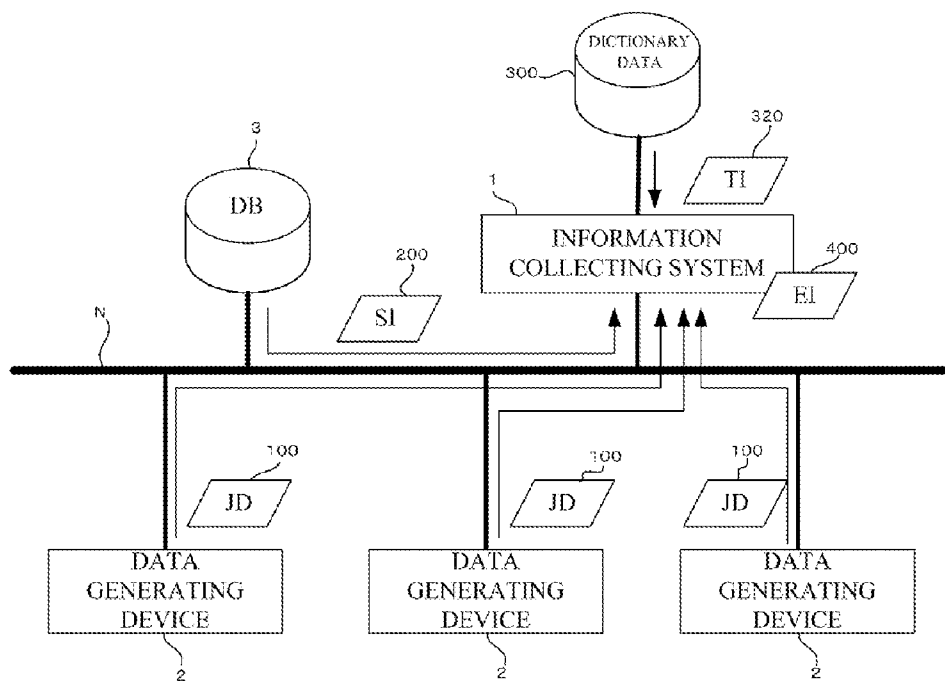 DICTIONARY
DATA
300
3
320
TI
DB
1
INFORMATION
COLLECTING SYSTEM
200
SI
400
EI
N
100
JD
100
JD
100
JD
DATA
GENERATING
DEVICE
DATA
GENERATING
DEVICE
DATA
GENERATING
DEVICE
2
2
2